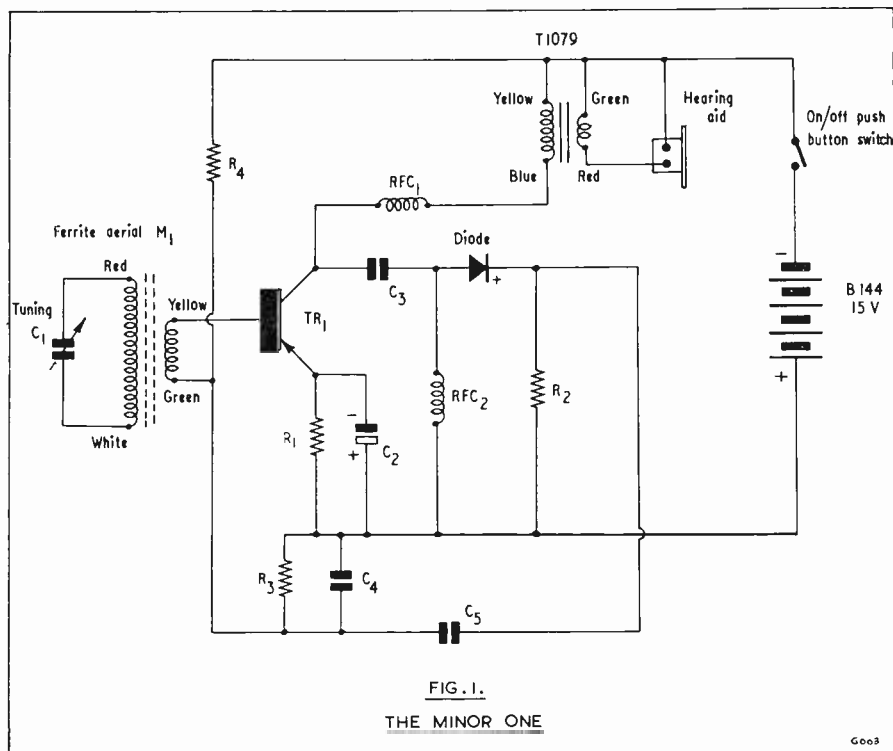 T1079
Yellow
Green
Hearing
aid
On/off push
button switch
R4
Blue
Red
RFC1
Ferrite aerial M1
Diode
Red
Yellow
C3
+
-
B 144
15 V
Tuning
C1
TR1
+
Green
RFC2
R2
White
R1
-
C2
+
R3
C4
C5
FIG. 1.
THE MINOR ONE
G003